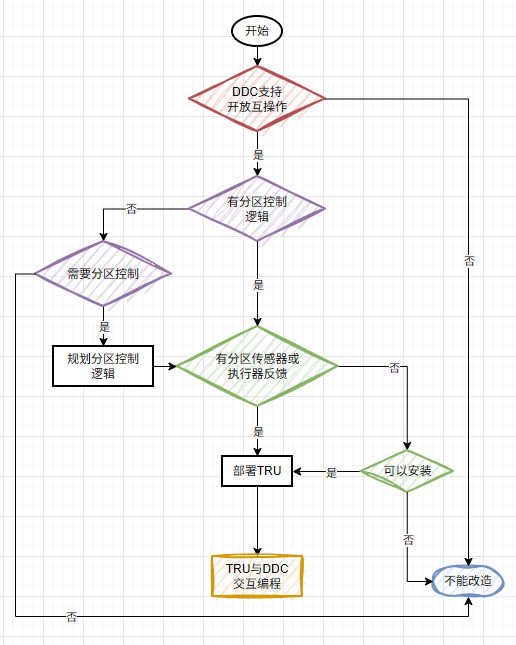 开始
DDC支持
开放互操作
是
有分区控制
逻辑
否
否
需要分区控制
是
是
规划分区控制
逻辑
有分区传感器或
执行器反馈
否
是
部署TRU
是
可以安装
否
TRU与DDC
交互编程
不能改造
否